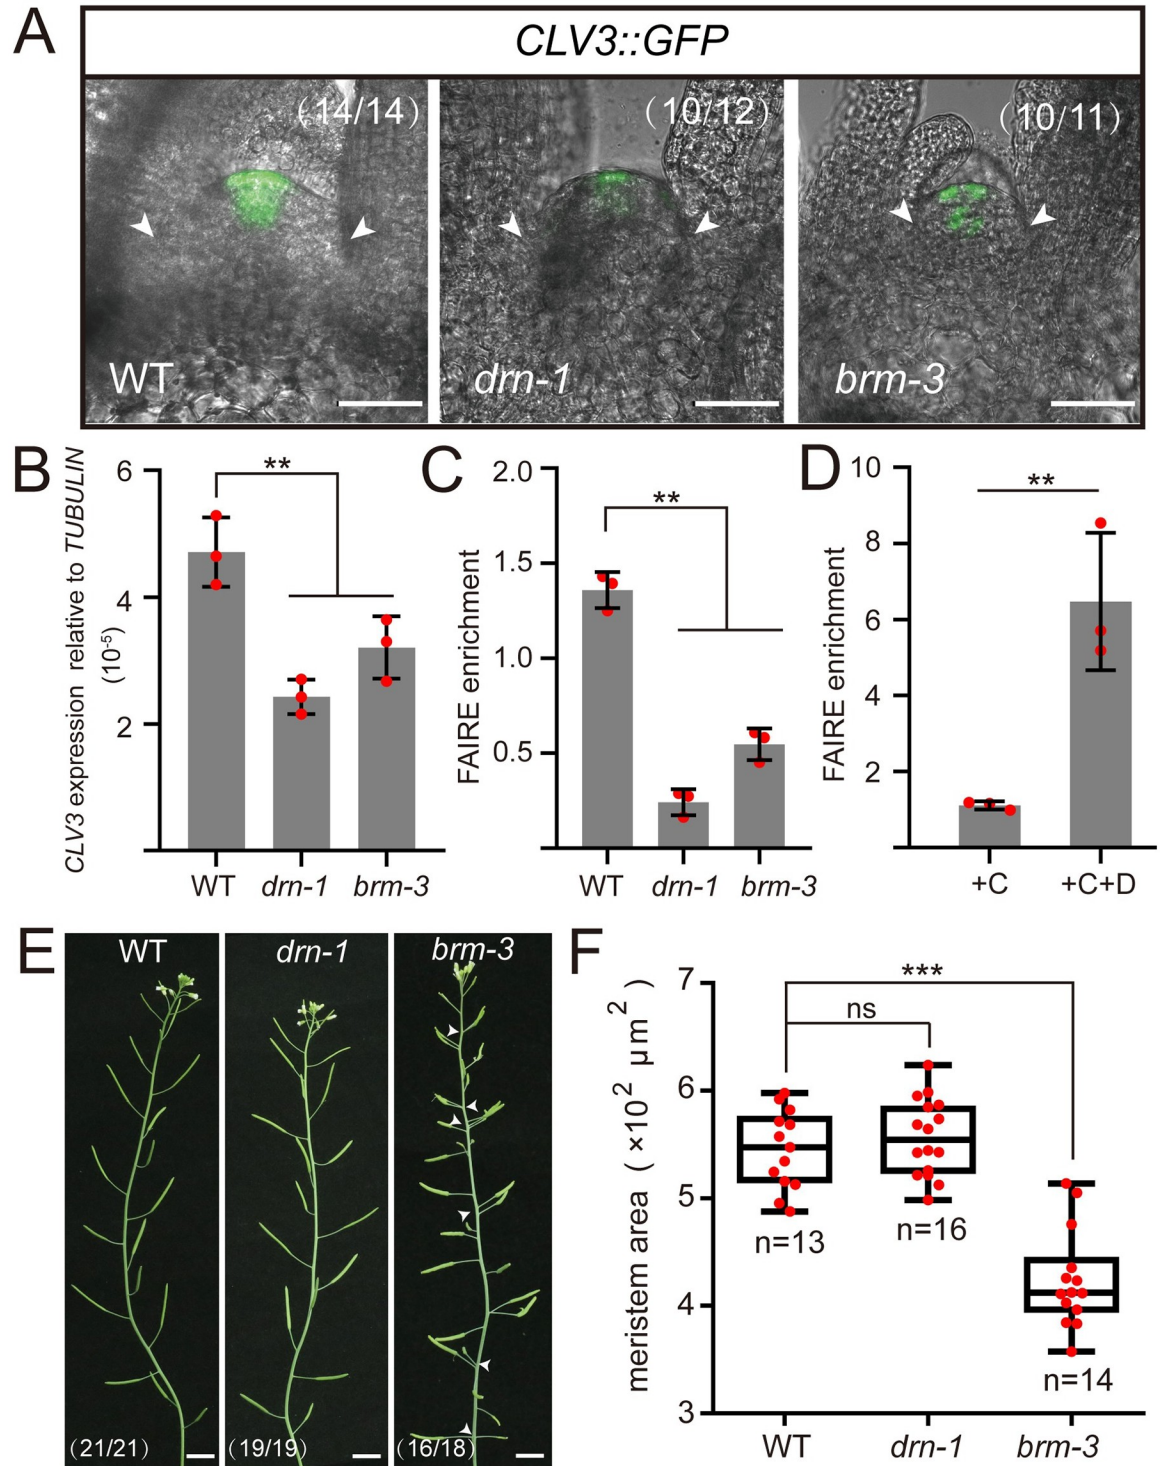 A
CLV3::GFP
(14/14)
(10/12)
(10/11)
WT
drn-1
brm-3
B
CLV3 expression relative to TUBULIN
(10⁻⁵)
6
4
2
**
WT
drn-1
brm-3
C
FAIRE enrichment
2.0
1.5
1.0
0.5
**
WT
drn-1
brm-3
D
FAIRE enrichment
10
8
6
4
2
**
+C
+C+D
E
WT
drn-1
brm-3
(21/21)
(19/19)
(16/18)
F
meristem area (×10² μm²)
7
6
5
4
3
***
ns
n=13
n=16
n=14
WT
drn-1
brm-3